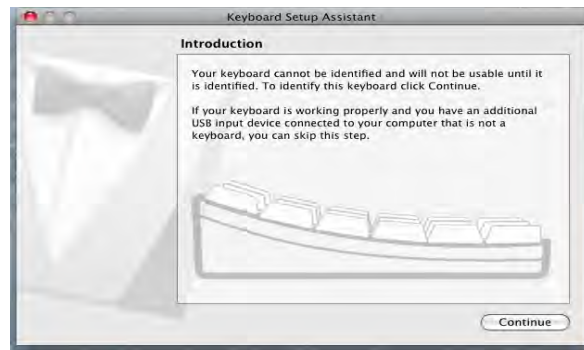 Keyboard Setup Assistant
Introduction
Your keyboard cannot be identified and will not be usable until it
is identified. To identify this keyboard click Continue.
If your keyboard is working properly and you have an additional
USB input device connected to your computer that is not a
keyboard, you can skip this step.
Continue